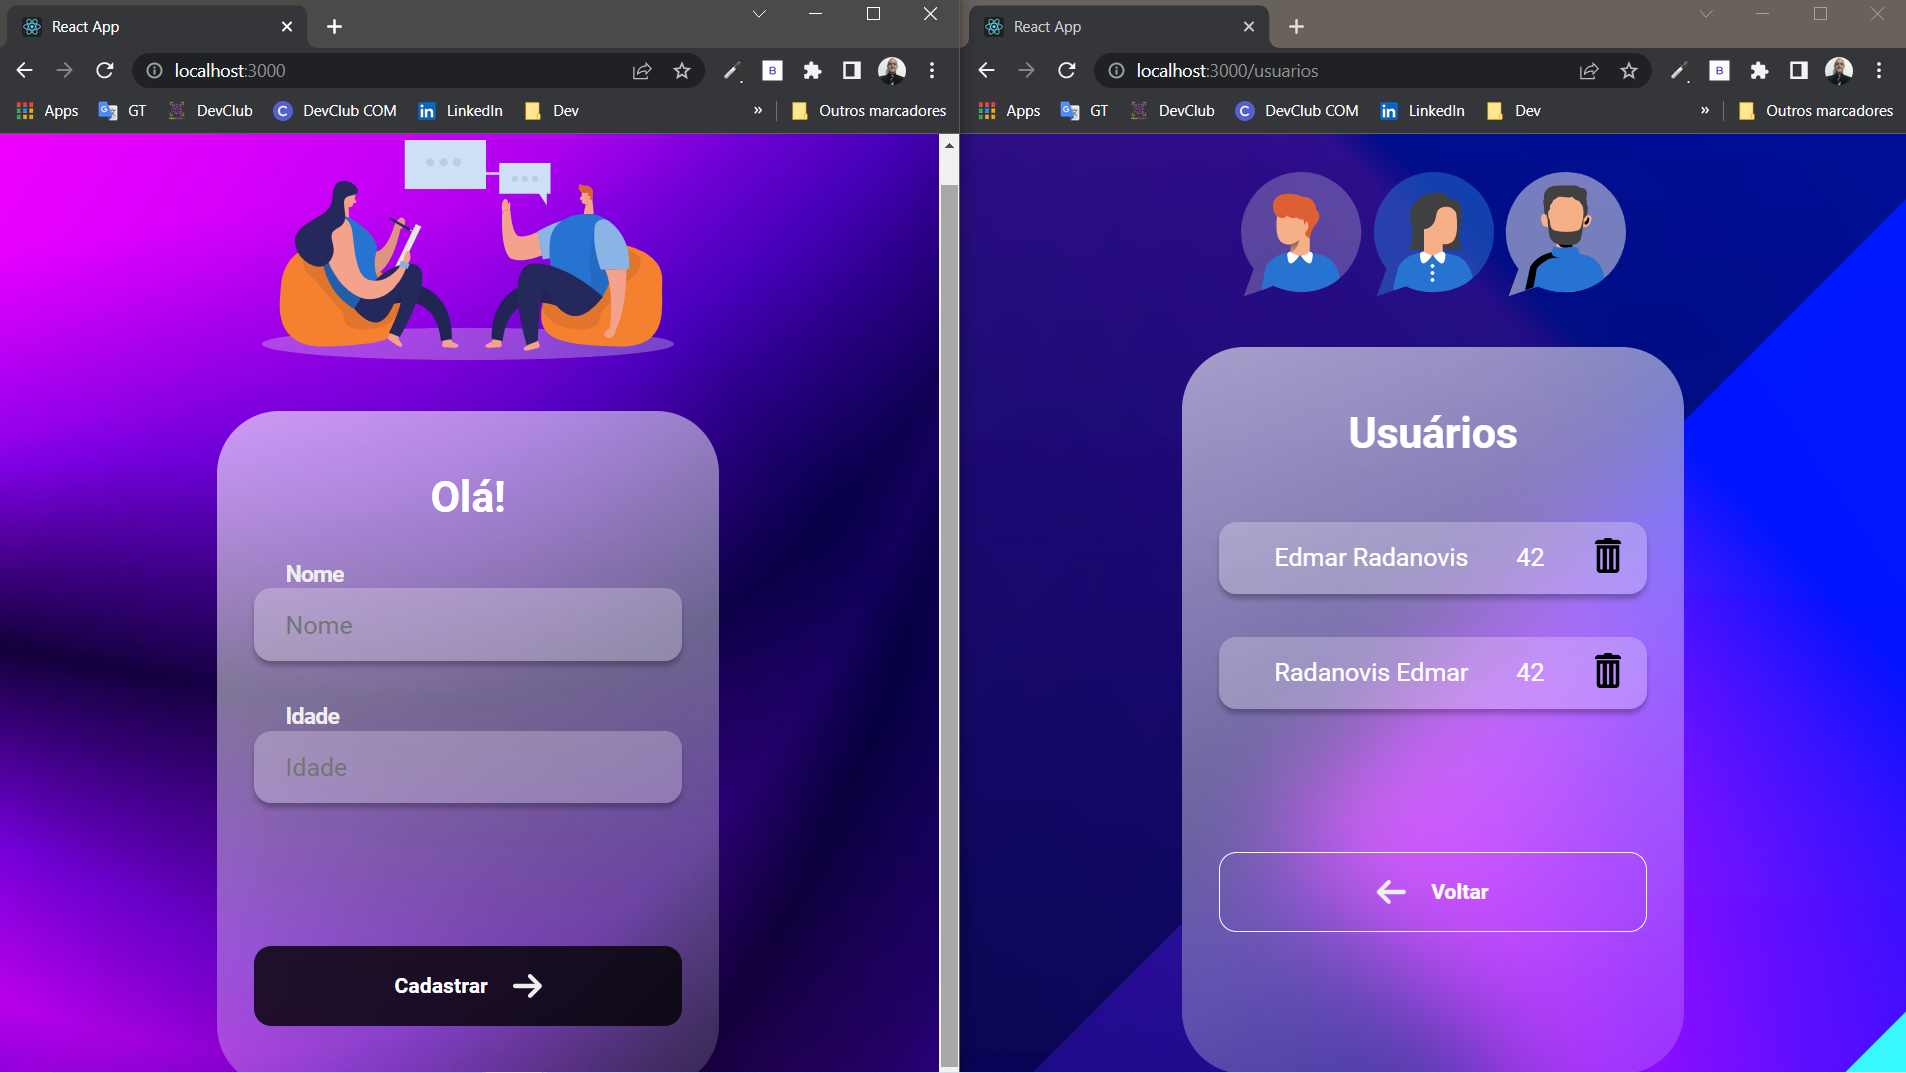 React App
localhost:3000
B
Apps
GT
DevClub
C DevClub COM
in LinkedIn
Dev
»
Outros marcadores
Olá!
Nome
Nome
Idade
Idade
Cadastrar
React App
localhost:3000/usuarios
B
Apps
GT
DevClub
C DevClub COM
in LinkedIn
Dev
»
Outros marcadores
Usuários
Edmar Radanovis 42
Radanovis Edmar 42
Voltar